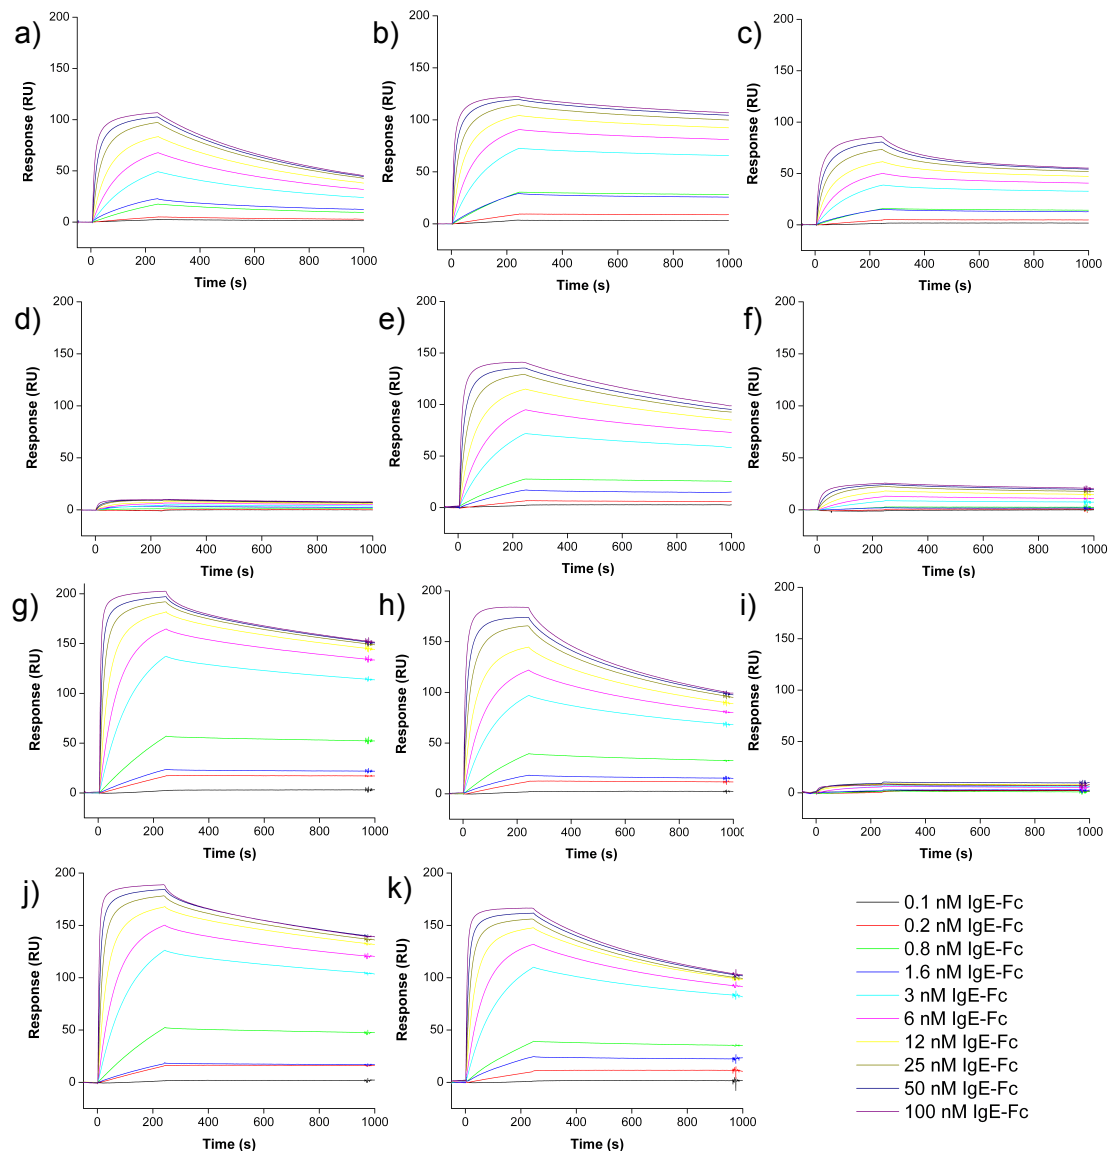 a)
200
150
100
50
0
Response (RU)
0 200 400 600 800 1000
Time (s)
b)
200
150
100
50
0
Response (RU)
0 200 400 600 800 1000
Time (s)
c)
200
150
100
50
0
Response (RU)
0 200 400 600 800 1000
Time (s)
d)
200
150
100
50
0
Response (RU)
0 200 400 600 800 1000
Time (s)
e)
200
150
100
50
0
Response (RU)
0 200 400 600 800 1000
Time (s)
f)
200
150
100
50
0
Response (RU)
0 200 400 600 800 1000
Time (s)
g)
200
150
100
50
0
Response (RU)
0 200 400 600 800 1000
Time (s)
h)
200
150
100
50
0
Response (RU)
0 200 400 600 800 1000
Time (s)
i)
200
150
100
50
0
Response (RU)
0 200 400 600 800 1000
Time (s)
j)
200
150
100
50
0
Response (RU)
0 200 400 600 800 1000
Time (s)
k)
200
150
100
50
0
Response (RU)
0 200 400 600 800 1000
Time (s)
0.1 nM IgE-Fc
0.2 nM IgE-Fc
0.8 nM IgE-Fc
1.6 nM IgE-Fc
3 nM IgE-Fc
6 nM IgE-Fc
12 nM IgE-Fc
25 nM IgE-Fc
50 nM IgE-Fc
100 nM IgE-Fc